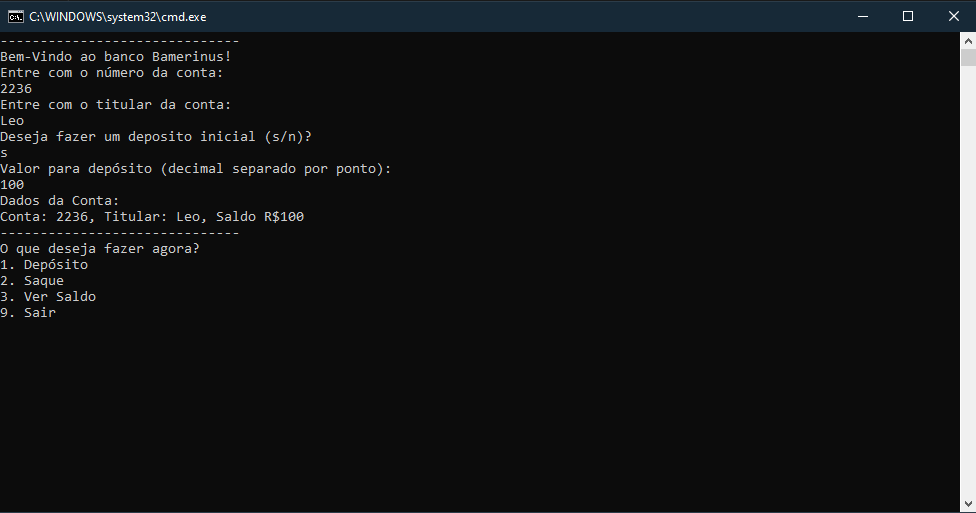 C:\WINDOWS\system32\cmd.exe
------------------------------
Bem-Vindo ao banco Bamerinus!
Entre com o número da conta:
2236
Entre com o titular da conta:
Leo
Deseja fazer um deposito inicial (s/n)?
s
Valor para depósito (decimal separado por ponto):
100
Dados da Conta:
Conta: 2236, Titular: Leo, Saldo R$100
------------------------------
O que deseja fazer agora?
1. Depósito
2. Saque
3. Ver Saldo
9. Sair